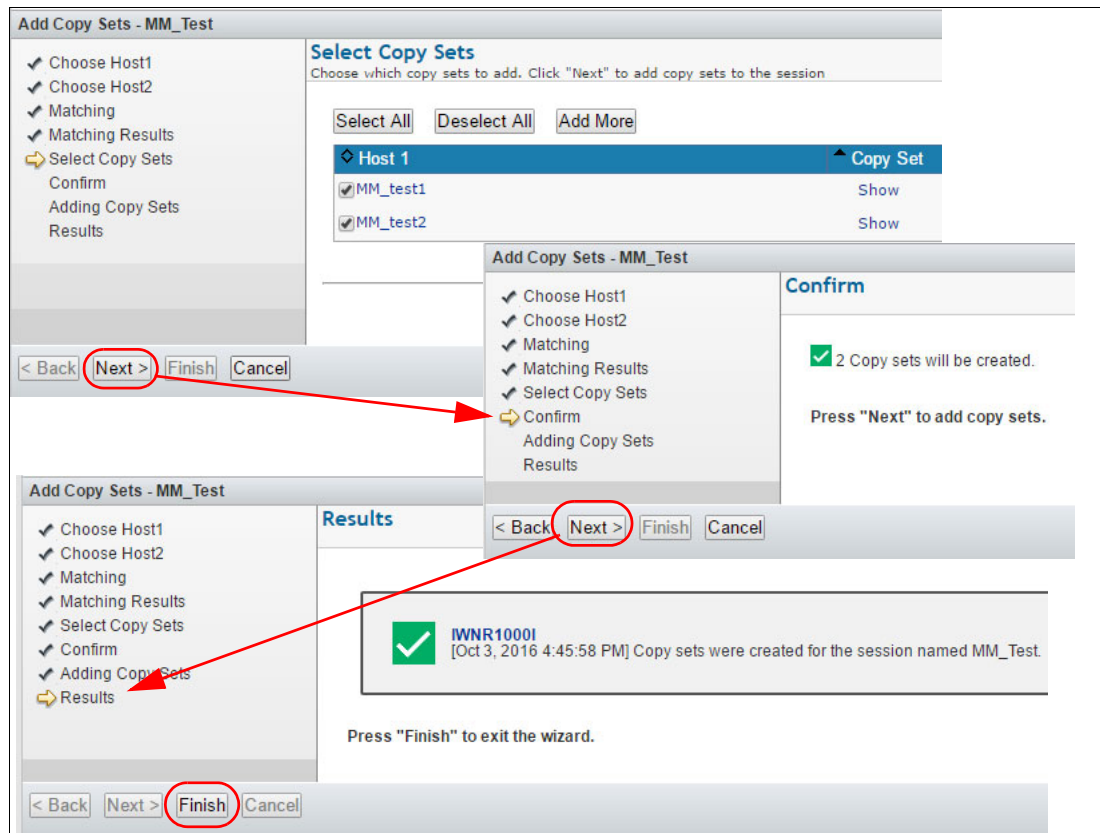 Add Copy Sets - MM_Test
Choose Host1
Choose Host2
Matching
Matching Results
Select Copy Sets
Confirm
Adding Copy Sets
Results
Select Copy Sets
Choose which copy sets to add. Click "Next" to add copy sets to the session
Select All Deselect All Add More
Host 1 Copy Set
MM_test1 Show
MM_test2 Show
< Back Next > Finish Cancel
Add Copy Sets - MM_Test
Choose Host1
Choose Host2
Matching
Matching Results
Select Copy Sets
Confirm
Adding Copy Sets
Results
Confirm
2 Copy sets will be created.
Press "Next" to add copy sets.
< Back Next > Finish Cancel
Add Copy Sets - MM_Test
Choose Host1
Choose Host2
Matching
Matching Results
Select Copy Sets
Confirm
Adding Copy Sets
Results
Results
IWNR1000I
[Oct 3, 2016 4:45:58 PM] Copy sets were created for the session named MM_Test.
Press "Finish" to exit the wizard.
< Back Next > Finish Cancel